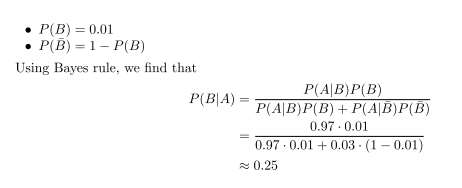 • P(B) = 0.01
• P(B̄) = 1 − P(B)
Using Bayes rule, we find that
P(B|A) = P(A|B)P(B) / P(A|B)P(B) + P(A|B̄)P(B̄)
= 0.97 · 0.01 / 0.97 · 0.01 + 0.03 · (1 − 0.01)
≈ 0.25